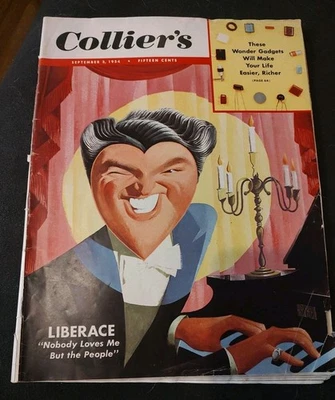 Collier's
SEPTEMBER 3, 1954 • FIFTEEN CENTS
These
Wonder Gadgets
Will Make
Your Life
Easier, Richer
LIBERACE
"Nobody Loves Me
But the People"